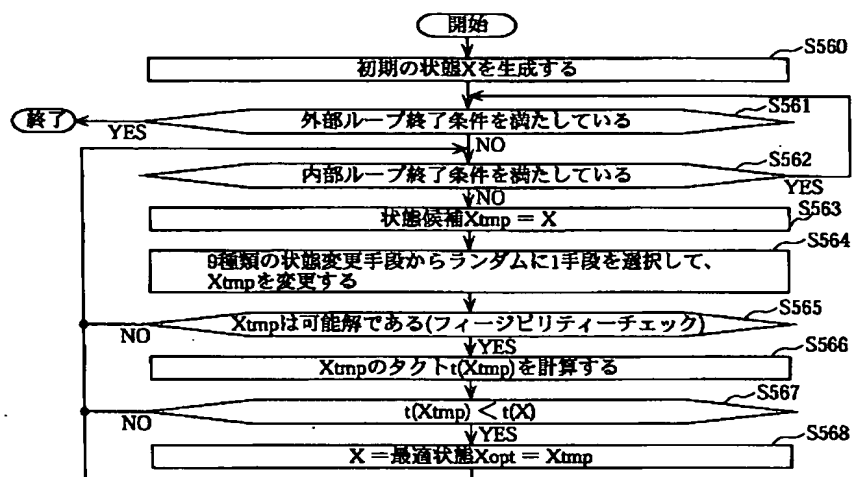 開始
S560
初期の状態Xを生成する
S561
終了
YES
外部ループ終了条件を満たしている
NO
S562
内部ループ終了条件を満たしている
YES
NO
S563
状態候補Xtmp = X
S564
9種類の状態変更手段からランダムに1手段を選択して、
Xtmpを変更する
S565
NO
Xtmpは可能解である(フィージビリティーチェック)
YES
S566
Xtmpのタクトt(Xtmp)を計算する
S567
NO
t(Xtmp) < t(X)
YES
S568
X =最適状態Xopt = Xtmp